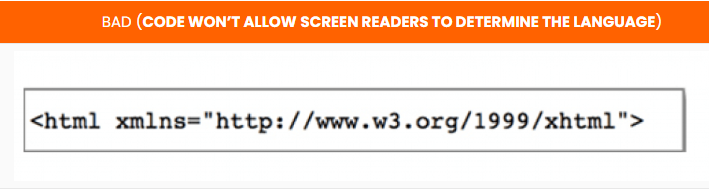 BAD (CODE WON'T ALLOW SCREEN READERS TO DETERMINE THE LANGUAGE)
<html xmlns="http://www.w3.org/1999/xhtml">